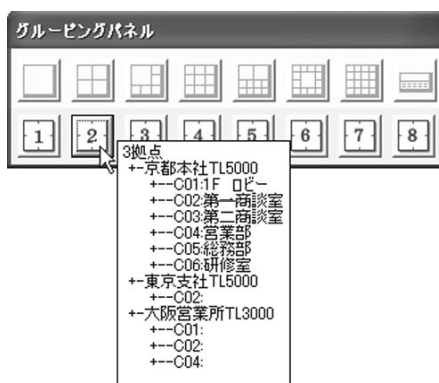 グルーピングパネル
1 2 3 4 5 6 7 8
3拠点
+-京都本社TL5000
+--C01:1F ロビー
+--C02:第一商談室
+--C03:第二商談室
+--C04:営業部
+--C05:総務部
+--C06:研修室
+-東京支社TL5000
+--C02:
+-大阪営業所TL3000
+--C01:
+--C02:
+--C04: